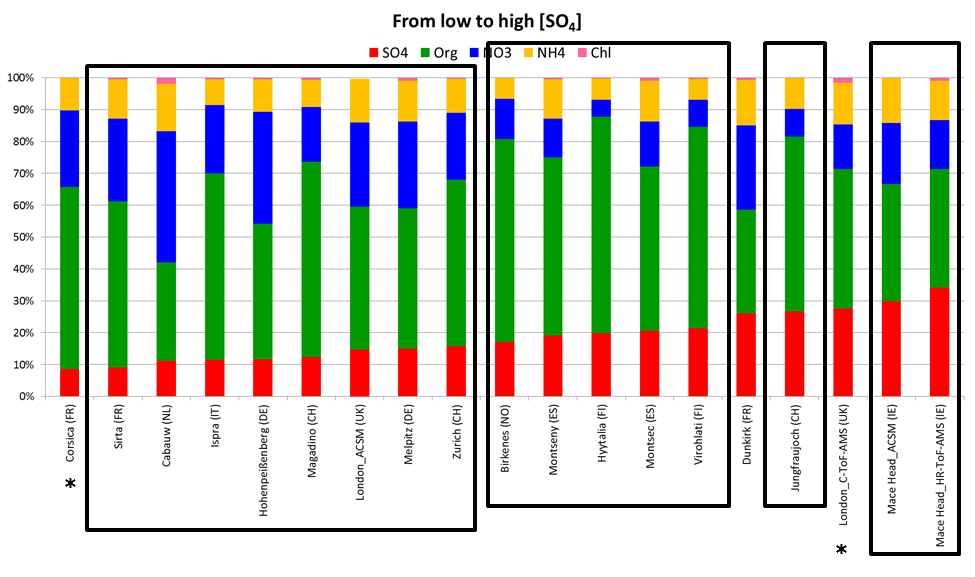 From low to high [SO₄]
SO4 Org NO3 NH4 Chl
100%
90%
80%
70%
60%
50%
40%
30%
20%
10%
0%
Corsica (FR)
Sirta (FR)
Cabauw (NL)
Ispra (IT)
Hohenpeißenberg (DE)
Magadino (CH)
London_ACSM (UK)
Melpitz (DE)
Zurich (CH)
Birkenes (NO)
Montseny (ES)
Hyytalia (FI)
Montsec (ES)
Virohlati (FI)
Dunkirk (FR)
Jungfraujoch (CH)
London_C-ToF-AMS (UK)
Mace Head_ACSM (IE)
Mace Head_HR-ToF-AMS (IE)
*
*